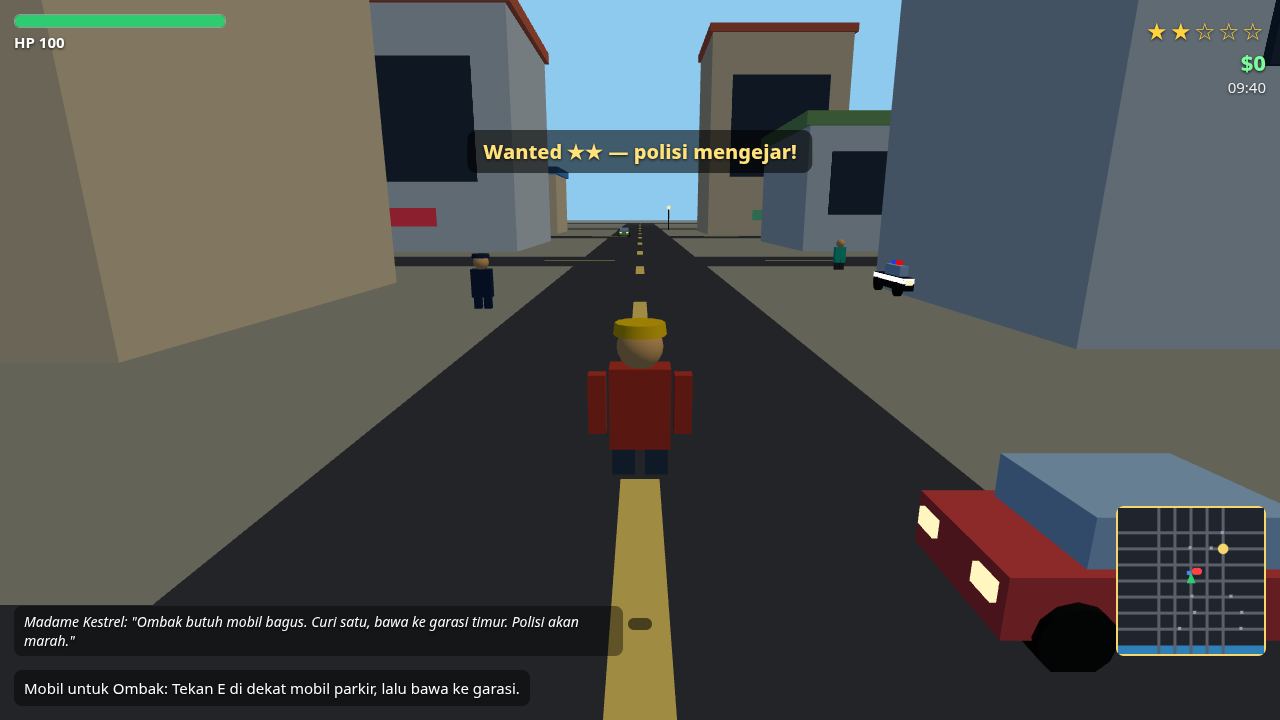 HP 100
★★☆☆☆
$0
09:40
Wanted ★★ — polisi mengejar!
Madame Kestrel: "Ombak butuh mobil bagus. Curi satu, bawa ke garasi timur. Polisi akan
marah."
Mobil untuk Ombak: Tekan E di dekat mobil parkir, lalu bawa ke garasi.